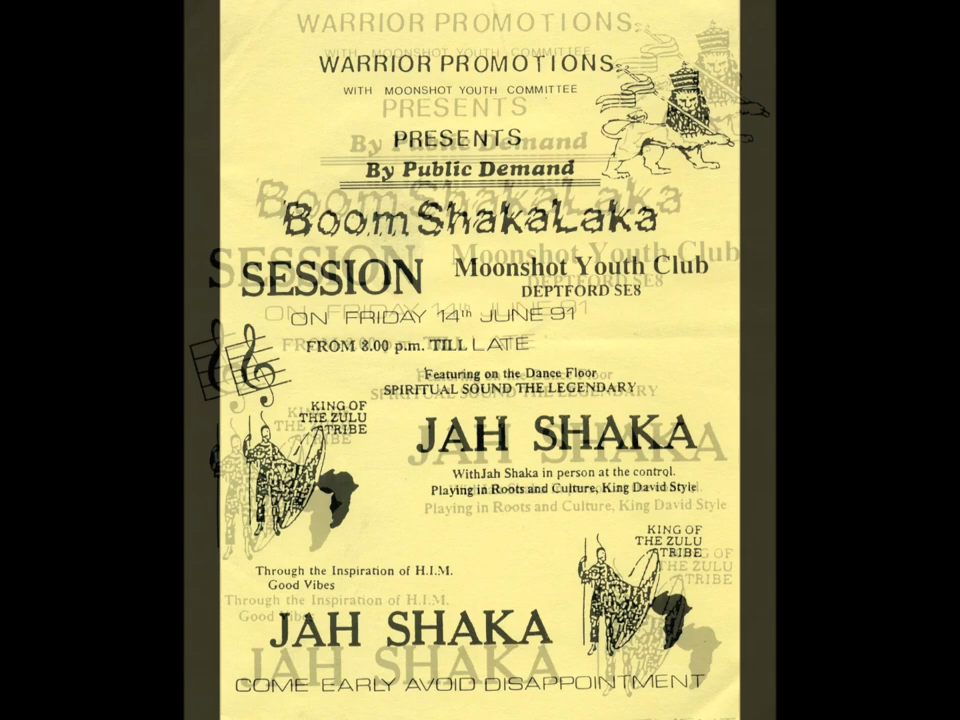 WARRIOR PROMOTIONS
WITH MOONSHOT YOUTH COMMITTEE
PRESENTS
By Public Demand
BoomShakaLaka
SESSION
Moonshot Youth Club
DEPTFORD SE8
ON FRIDAY 14th JUNE 91
FROM 8.00 p.m. TILL LATE
Featuring on the Dance Floor
SPIRITUAL SOUND THE LEGENDARY
KING OF
THE ZULU
TRIBE
JAH SHAKA
WithJah Shaka in person at the control.
Playing in Roots and Culture, King David Style
KING OF
THE ZULU
TRIBE
Through the Inspiration of H.I.M.
Good Vibes
JAH SHAKA
COME EARLY AVOID DISAPPOINTMENT